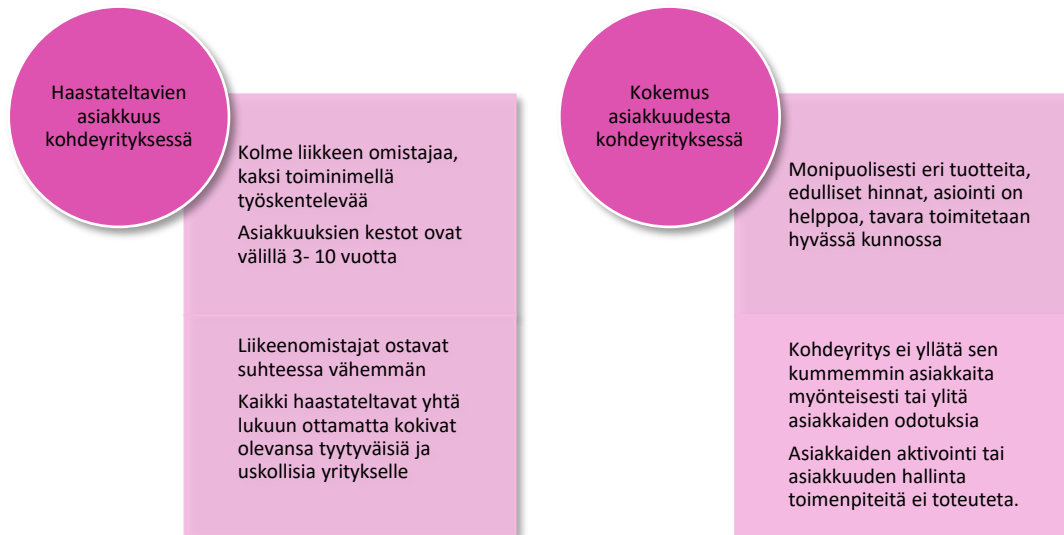 Haastateltavien
asiakkuus
kohdeyrityksessä
Kolme liikkeen omistajaa,
kaksi toiminimellä
työskentelevää
Asiakkuuksien kestot ovat
välillä 3- 10 vuotta
Liikeenomistajat ostavat
suhteessa vähemmän
Kaikki haastateltavat yhtä
lukuun ottamatta kokivat
olevansa tyytyväisiä ja
uskollisia yritykselle
Kokemus
asiakkuudesta
kohdeyrityksessä
Monipuolisesti eri tuotteita,
edulliset hinnat, asiointi on
helppoa, tavara toimitetaan
hyvässä kunnossa
Kohdeyritys ei yllätä sen
kummemmin asiakkaita
myönteisesti tai ylitä
asiakkaiden odotuksia
Asiakkaiden aktivointi tai
asiakkuuden hallinta
toimenpiteitä ei toteuteta.